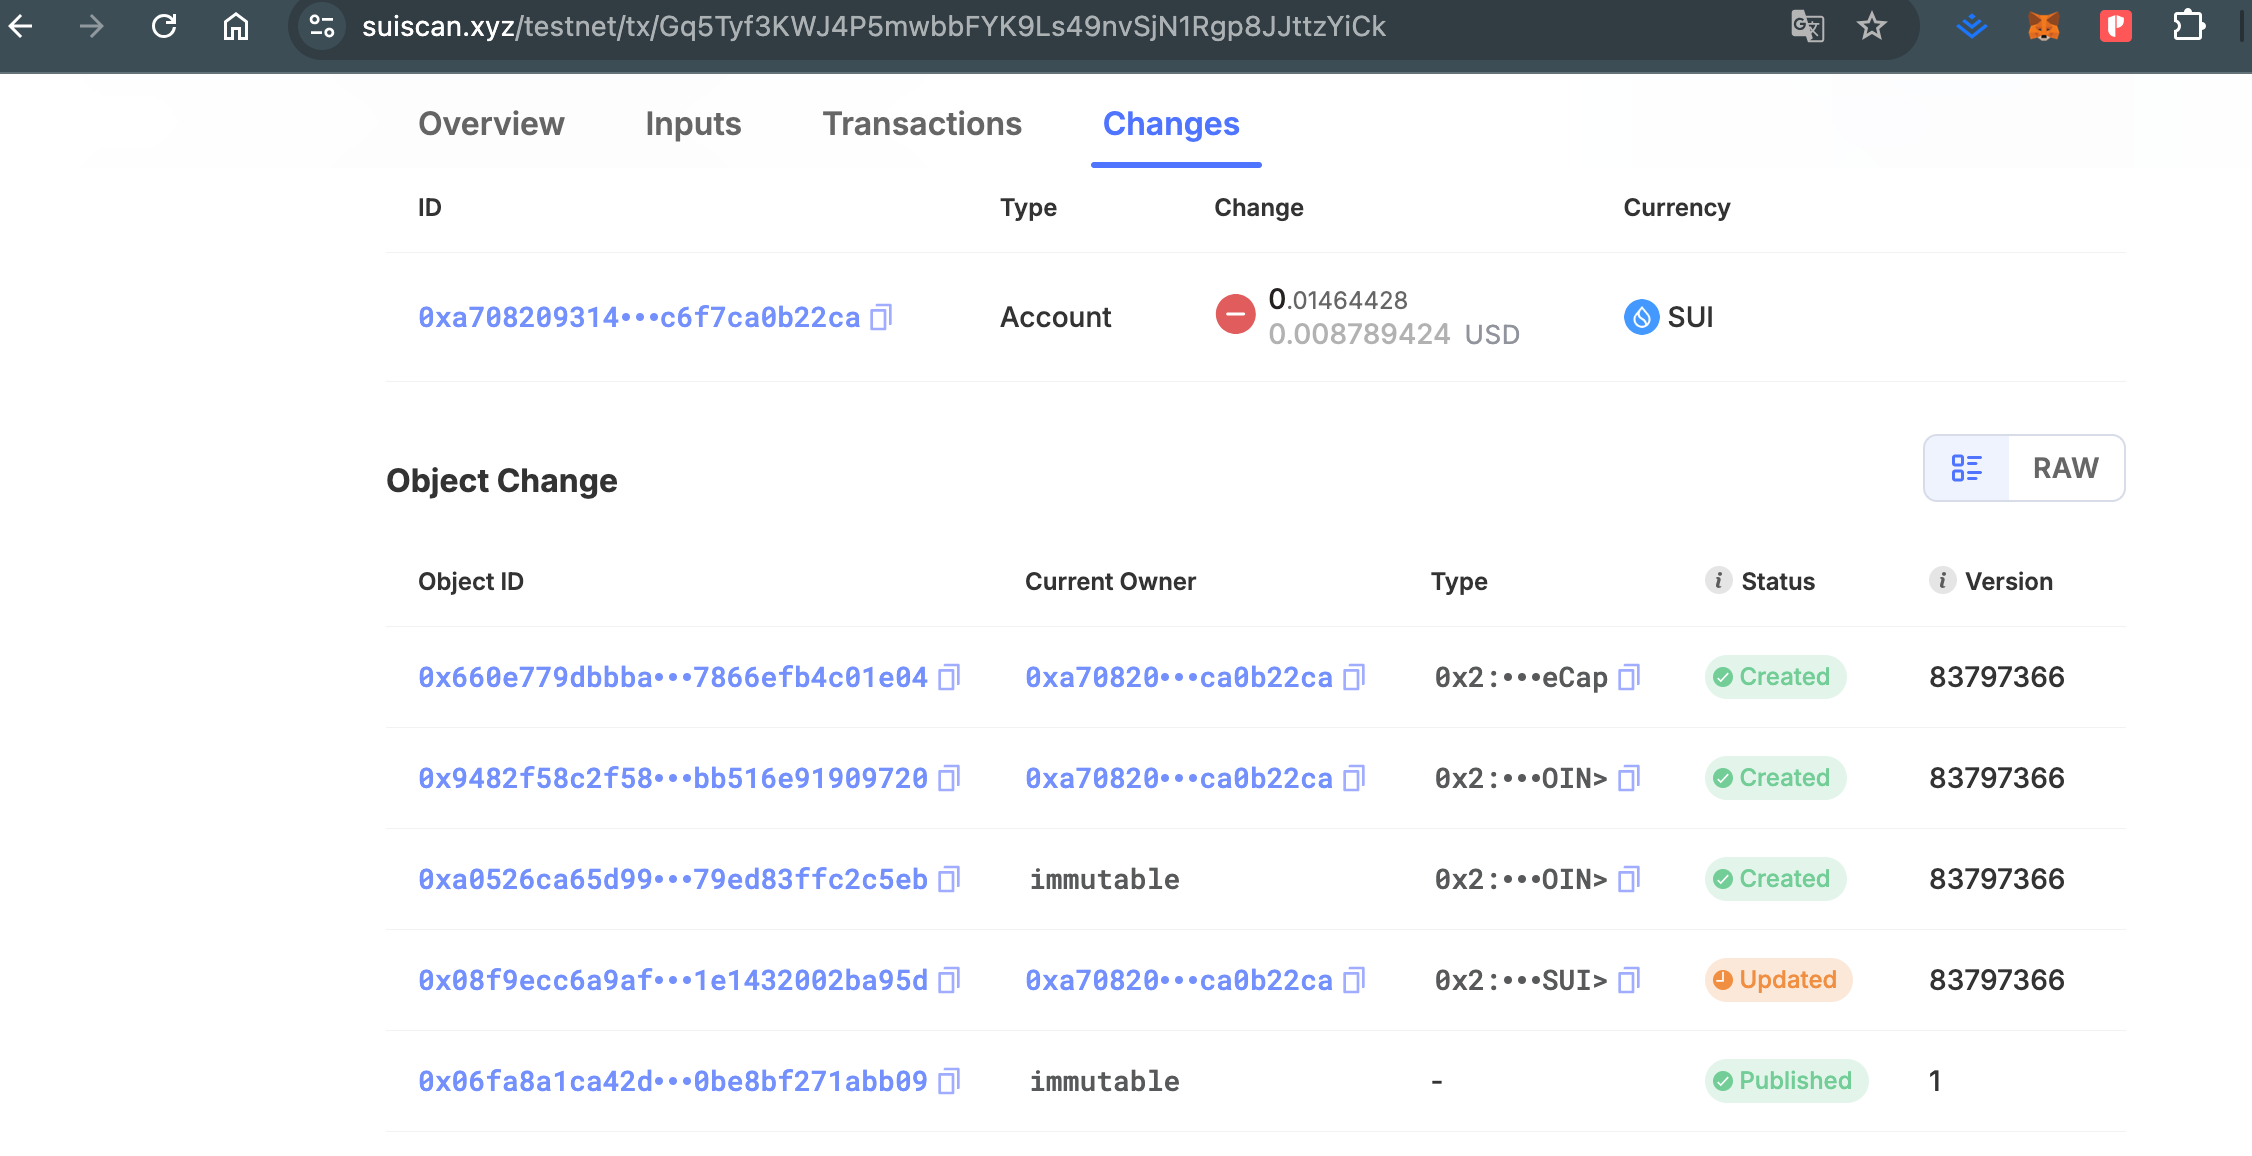 suiscan.xyz/testnet/tx/Gq5Tyf3KWJ4P5mwbbFYK9Ls49nvSjN1Rgp8JJttzYiCk
Overview Inputs Transactions Changes
ID Type Change Currency
0xa708209314•••c6f7ca0b22ca Account 0.01464428 SUI
0.008789424 USD
Object Change RAW
Object ID Current Owner Type Status Version
0x660e779dbbba•••7866efb4c01e04 0xa70820•••ca0b22ca 0x2:•••eCap Created 83797366
0x9482f58c2f58•••bb516e91909720 0xa70820•••ca0b22ca 0x2:•••OIN> Created 83797366
0xa0526ca65d99•••79ed83ffc2c5eb immutable 0x2:•••OIN> Created 83797366
0x08f9ecc6a9af•••1e1432002ba95d 0xa70820•••ca0b22ca 0x2:•••SUI> Updated 83797366
0x06fa8a1ca42d•••0be8bf271abb09 immutable - Published 1